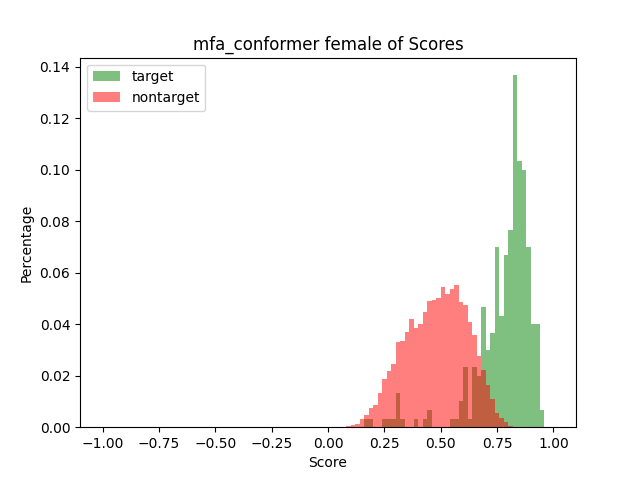 mfa_conformer female of Scores
target
nontarget
Percentage
0.14
0.12
0.10
0.08
0.06
0.04
0.02
0.00
−1.00 −0.75 −0.50 −0.25 0.00 0.25 0.50 0.75 1.00
Score